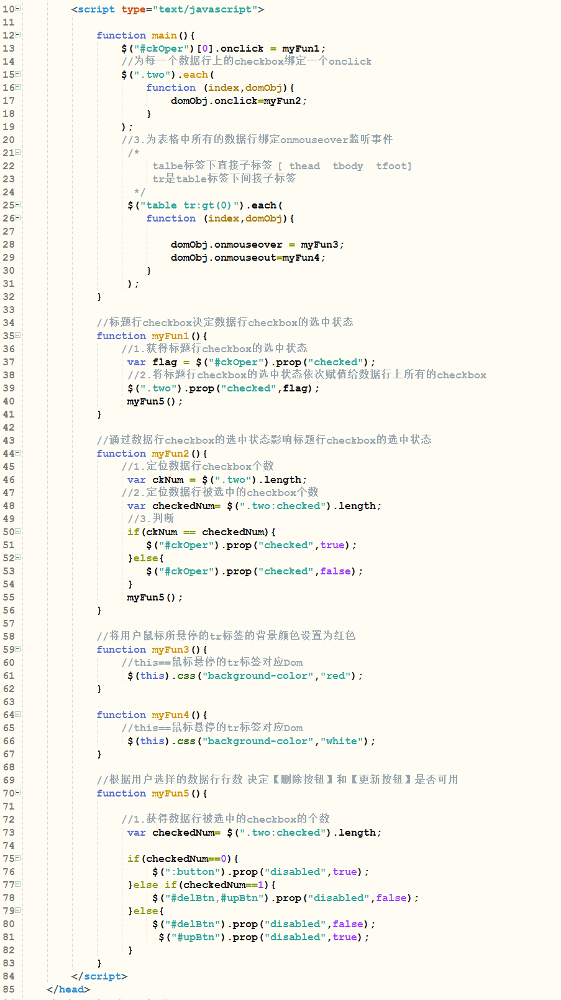 10 <script type="text/javascript">
11
12 function main(){
13 $("#ckOper")[0].onclick = myFun1;
14 //为每一个数据行上的checkbox绑定一个onclick
15 $(".two").each(
16 function (index,domObj){
17 domObj.onclick=myFun2;
18 }
19 );
20 //3.为表格中所有的数据行绑定onmouseover监听事件
21 /*
22 talbe标签下直接子标签 [ thead  tbody  tfoot]
23 tr是table标签下间接子标签
24 */
25 $("table tr:gt(0)").each(
26 function (index,domObj){
27
28 domObj.onmouseover = myFun3;
29 domObj.onmouseout=myFun4;
30 }
31 );
32 }
33
34 //标题行checkbox决定数据行checkbox的选中状态
35 function myFun1(){
36 //1.获得标题行checkbox的选中状态
37 var flag = $("#ckOper").prop("checked");
38 //2.将标题行checkbox的选中状态依次赋值给数据行上所有的checkbox
39 $(".two").prop("checked",flag);
40 myFun5();
41 }
42
43 //通过数据行checkbox的选中状态影响标题行checkbox的选中状态
44 function myFun2(){
45 //1.定位数据行checkbox个数
46 var ckNum = $(".two").length;
47 //2.定位数据行被选中的checkbox个数
48 var checkedNum= $(".two:checked").length;
49 //3.判断
50 if(ckNum == checkedNum){
51 $("#ckOper").prop("checked",true);
52 }else{
53 $("#ckOper").prop("checked",false);
54 }
55 myFun5();
56 }
57
58 //将用户鼠标所悬停的tr标签的背景颜色设置为红色
59 function myFun3(){
60 //this==鼠标悬停的tr标签对应Dom
61 $(this).css("background-color","red");
62 }
63
64 function myFun4(){
65 //this==鼠标悬停的tr标签对应Dom
66 $(this).css("background-color","white");
67 }
68
69 //根据用户选择的数据行行数 决定【删除按钮】和【更新按钮】是否可用
70 function myFun5(){
71
72 //1.获得数据行被选中的checkbox的个数
73 var checkedNum= $(".two:checked").length;
74
75 if(checkedNum==0){
76 $(":button").prop("disabled",true);
77 }else if(checkedNum==1){
78 $("#delBtn,#upBtn").prop("disabled",false);
79 }else{
80 $("#delBtn").prop("disabled",false);
81 $("#upBtn").prop("disabled",true);
82 }
83 }
84 </script>
85 </head>